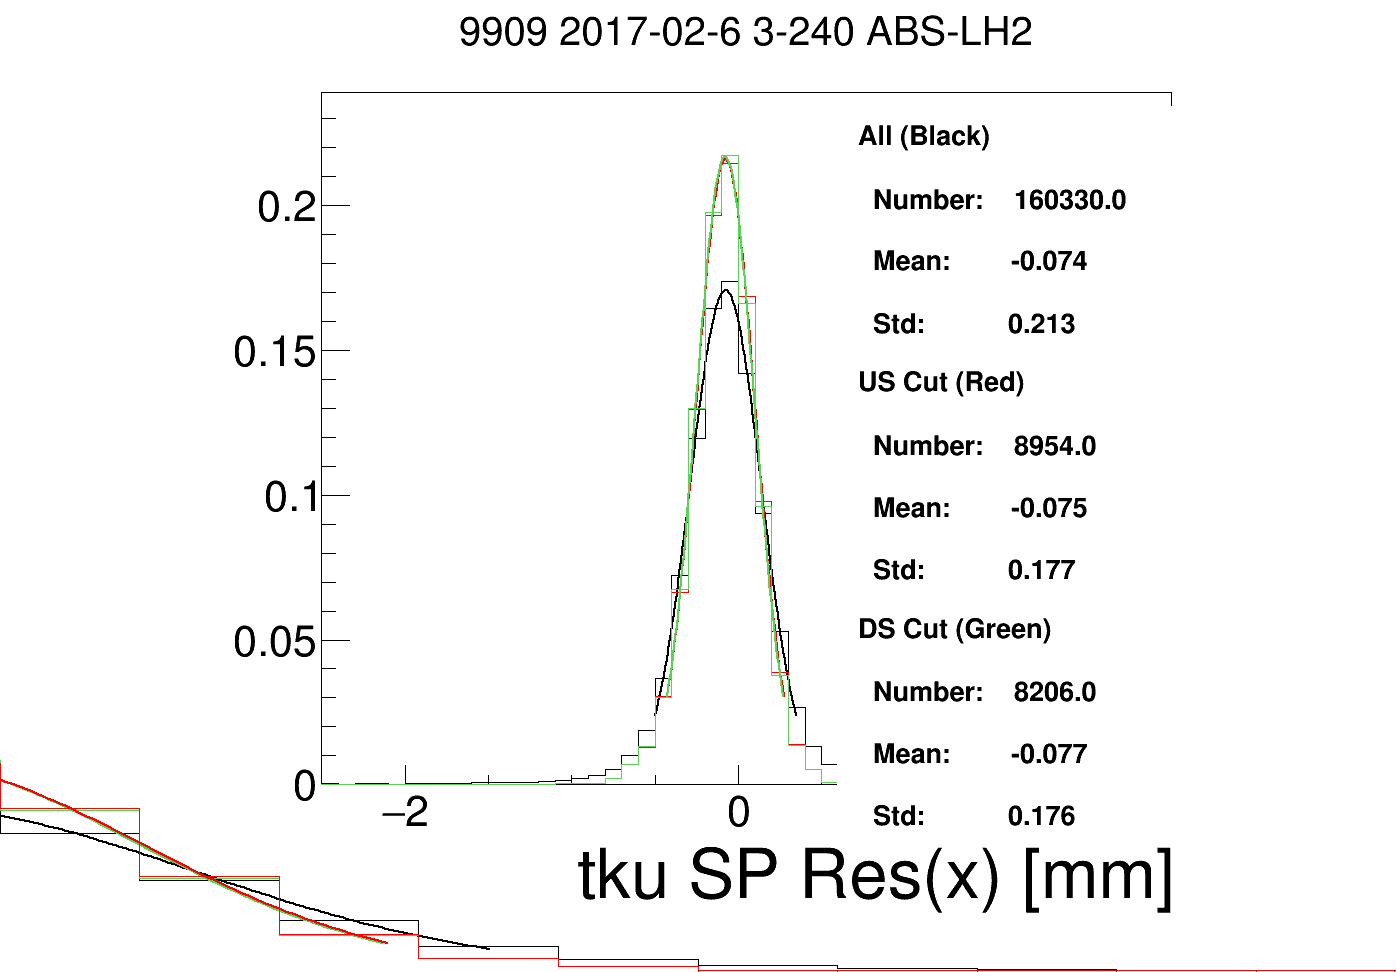 9909 2017-02-6 3-240 ABS-LH2
All (Black)
Number: 160330.0
Mean: -0.074
Std: 0.213
US Cut (Red)
Number: 8954.0
Mean: -0.075
Std: 0.177
DS Cut (Green)
Number: 8206.0
Mean: -0.077
Std: 0.176
0.2
0.15
0.1
0.05
0
−2 0
tku SP Res(x) [mm]